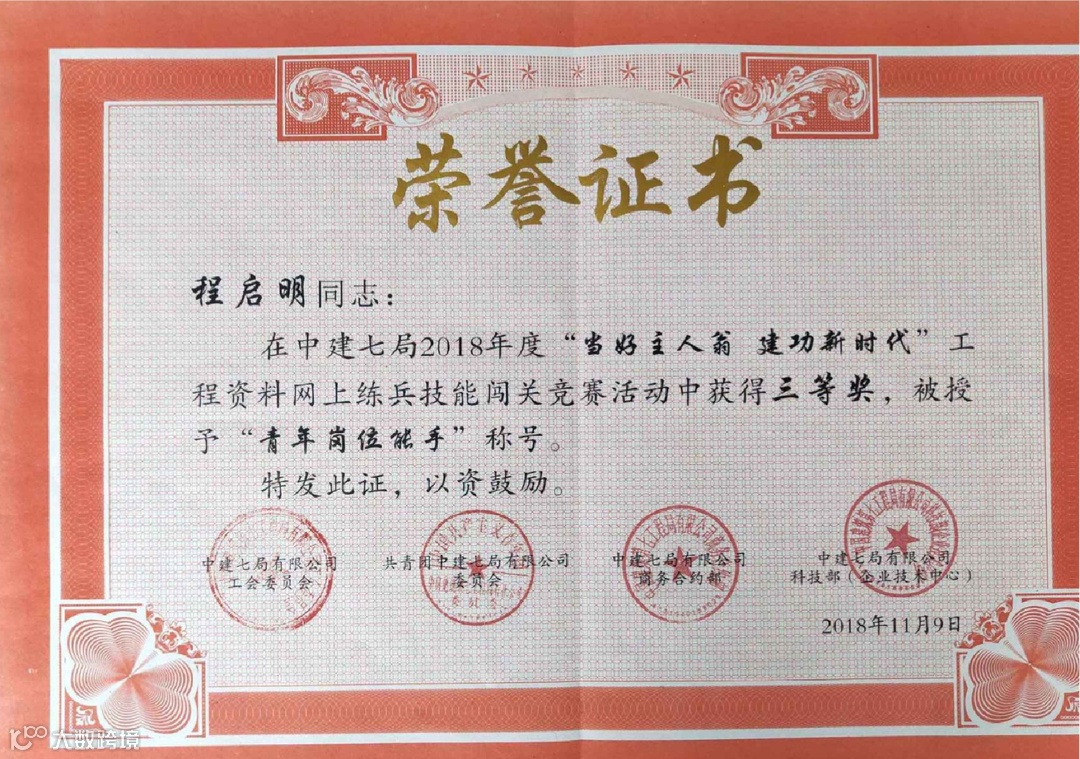 荣誉证书
程启明同志：
在中建七局2018年度“当好主人翁 建功新时代”工
程资料网上练兵技能闯关竞赛活动中获得三等奖，被授
予“青年岗位能手”称号。
特发此证，以资鼓励。
中建七局有限公司
工会委员会
共青团中建七局有限公司
委员会
中建七局有限公司
商务合约部
中建七局有限公司
科技部（企业技术中心）
2018年11月9日
大数跨境